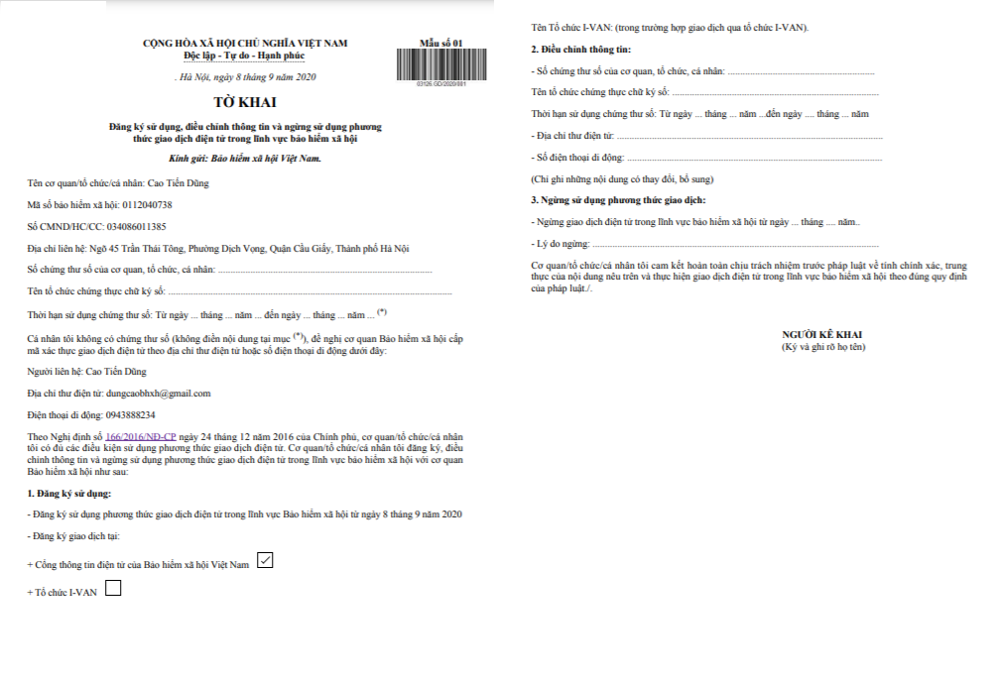 CỘNG HÒA XÃ HỘI CHỦ NGHĨA VIỆT NAM
Độc lập - Tự do - Hạnh phúc
Mẫu số 01
03126.GD/2020/001
. Hà Nội, ngày 8 tháng 9 năm 2020
TỜ KHAI
Đăng ký sử dụng, điều chỉnh thông tin và ngừng sử dụng phương
thức giao dịch điện tử trong lĩnh vực bảo hiểm xã hội
Kính gửi: Bảo hiểm xã hội Việt Nam.
Tên cơ quan/tổ chức/cá nhân: Cao Tiến Dũng
Mã số bảo hiểm xã hội: 0112040738
Số CMND/HC/CC: 034086011385
Địa chỉ liên hệ: Ngõ 45 Trần Thái Tông, Phường Dịch Vọng, Quận Cầu Giấy, Thành phố Hà Nội
Số chứng thư số của cơ quan, tổ chức, cá nhân: ................................................................................
Tên tổ chức chứng thực chữ ký số: ..........................................................................................................
Thời hạn sử dụng chứng thư số: Từ ngày ... tháng ... năm ... đến ngày ... tháng ... năm ... (*)
Cá nhân tôi không có chứng thư số (không điền nội dung tại mục (*)), đề nghị cơ quan Bảo hiểm xã hội cấp
mã xác thực giao dịch điện tử theo địa chỉ thư điện tử hoặc số điện thoại di động dưới đây:
Người liên hệ: Cao Tiến Dũng
Địa chỉ thư điện tử: dungcaobhxh@gmail.com
Điện thoại di động: 0943888234
Theo Nghị định số 166/2016/NĐ-CP ngày 24 tháng 12 năm 2016 của Chính phủ, cơ quan/tổ chức/cá nhân
tôi có đủ các điều kiện sử dụng phương thức giao dịch điện tử. Cơ quan/tổ chức/cá nhân tôi đăng ký, điều
chỉnh thông tin và ngừng sử dụng phương thức giao dịch điện tử trong lĩnh vực bảo hiểm xã hội với cơ quan
Bảo hiểm xã hội như sau:
1. Đăng ký sử dụng:
- Đăng ký sử dụng phương thức giao dịch điện tử trong lĩnh vực Bảo hiểm xã hội từ ngày 8 tháng 9 năm 2020
- Đăng ký giao dịch tại:
+ Cổng thông tin điện tử của Bảo hiểm xã hội Việt Nam
+ Tổ chức I-VAN
Tên Tổ chức I-VAN: (trong trường hợp giao dịch qua tổ chức I-VAN).
2. Điều chỉnh thông tin:
- Số chứng thư số của cơ quan, tổ chức, cá nhân: .......................................................
Tên tổ chức chứng thực chữ ký số: .............................................................................
Thời hạn sử dụng chứng thư số: Từ ngày ... tháng ... năm ...đến ngày .... tháng ... năm
- Địa chỉ thư điện tử: ..................................................................................................
- Số điện thoại di động: ..............................................................................................
(Chỉ ghi những nội dung có thay đổi, bổ sung)
3. Ngừng sử dụng phương thức giao dịch:
- Ngừng giao dịch điện tử trong lĩnh vực bảo hiểm xã hội từ ngày ... tháng .... năm..
- Lý do ngừng: ..........................................................................................................
Cơ quan/tổ chức/cá nhân tôi cam kết hoàn toàn chịu trách nhiệm trước pháp luật về tính chính xác, trung
thực của nội dung nêu trên và thực hiện giao dịch điện tử trong lĩnh vực bảo hiểm xã hội theo đúng quy định
của pháp luật./.
NGƯỜI KÊ KHAI
(Ký và ghi rõ họ tên)